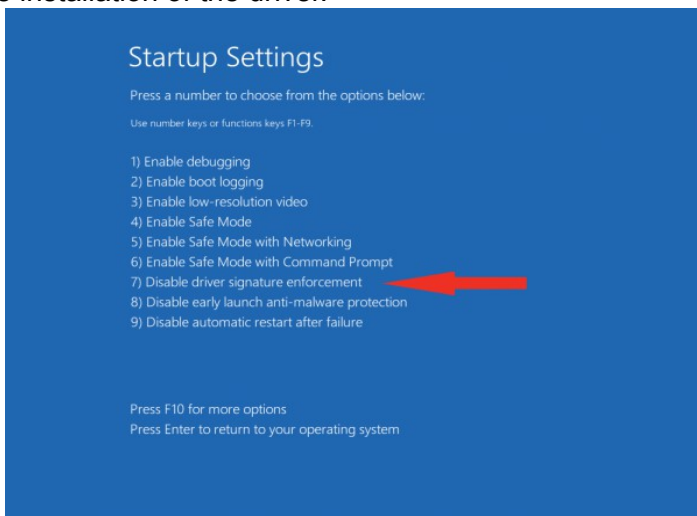 installation of the driver.
Startup Settings
Press a number to choose from the options below:
Use number keys or functions keys F1-F9.
1) Enable debugging
2) Enable boot logging
3) Enable low-resolution video
4) Enable Safe Mode
5) Enable Safe Mode with Networking
6) Enable Safe Mode with Command Prompt
7) Disable driver signature enforcement
8) Disable early launch anti-malware protection
9) Disable automatic restart after failure
Press F10 for more options
Press Enter to return to your operating system